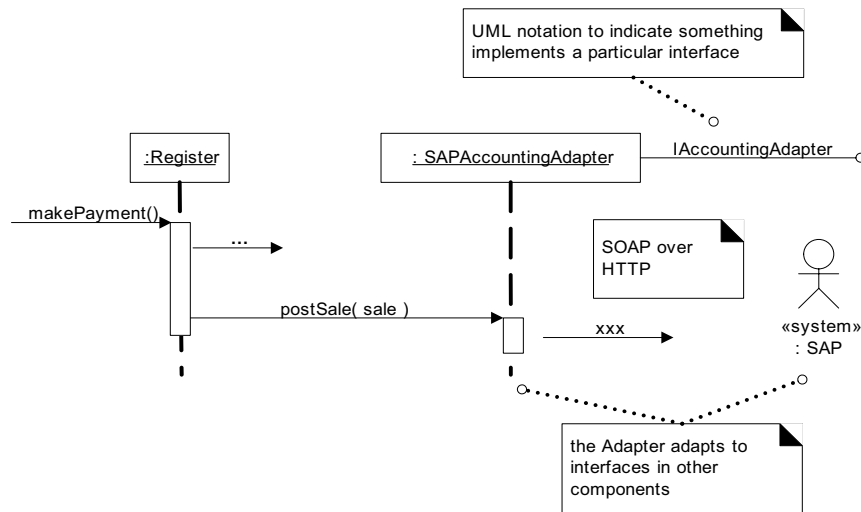 UML notation to indicate something
implements a particular interface
:Register
: SAPAccountingAdapter
IAccountingAdapter
makePayment()
...
SOAP over
HTTP
postSale( sale )
xxx
«system»
: SAP
the Adapter adapts to
interfaces in other
components